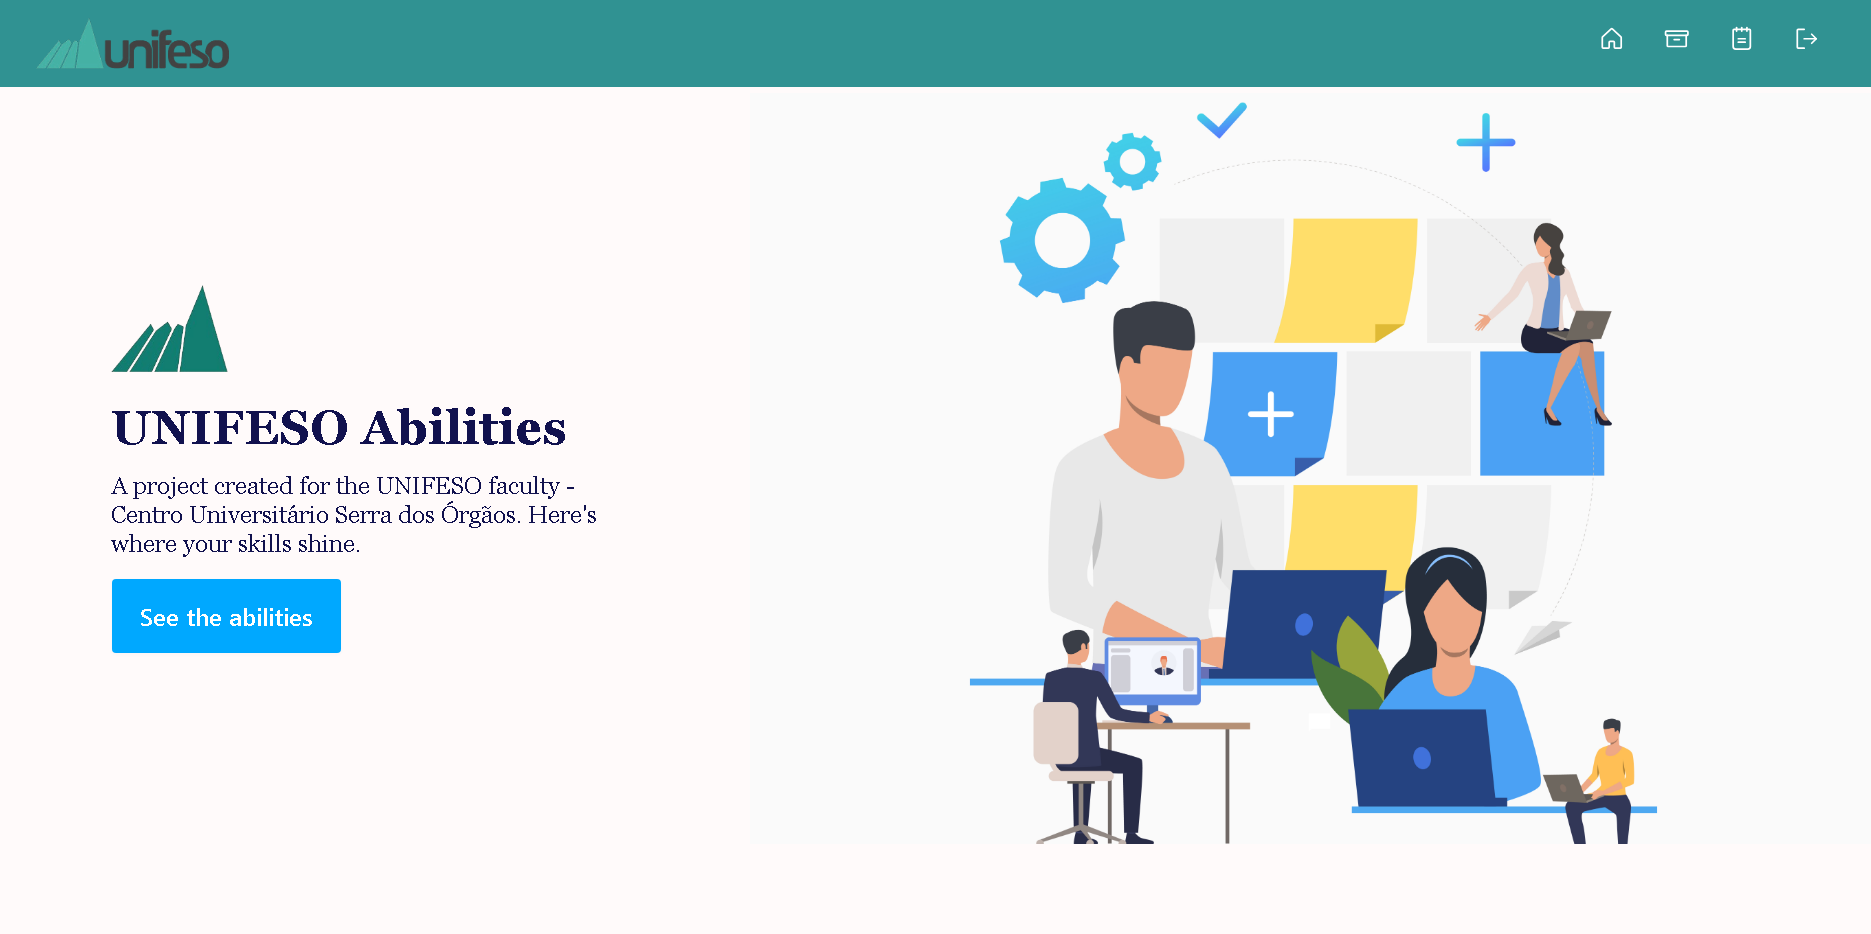 unifeso
UNIFESO Abilities
A project created for the UNIFESO faculty -
Centro Universitário Serra dos Órgãos. Here's
where your skills shine.
See the abilities